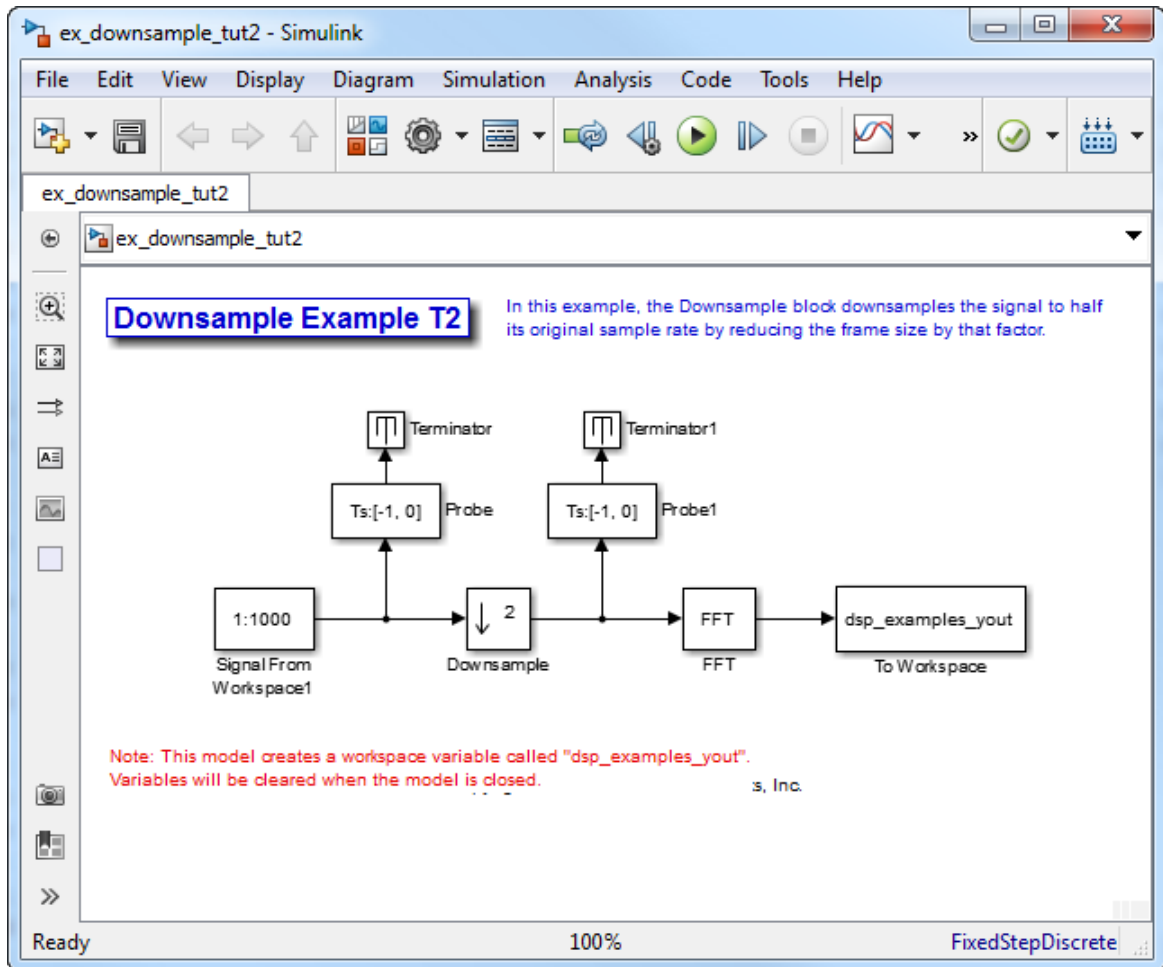 ex_downsample_tut2 - Simulink
File Edit View Display Diagram Simulation Analysis Code Tools Help
ex_downsample_tut2
ex_downsample_tut2
Downsample Example T2
In this example, the Downsample block downsamples the signal to half
its original sample rate by reducing the frame size by that factor.
Terminator
Terminator1
Ts:[-1, 0]
Probe
Ts:[-1, 0]
Probe1
1:1000
2
FFT
dsp_examples_yout
Signal From
Workspace1
Downsample
FFT
To Workspace
Note: This model creates a workspace variable called "dsp_examples_yout".
Variables will be cleared when the model is closed.
s, Inc.
Ready 100% FixedStepDiscrete